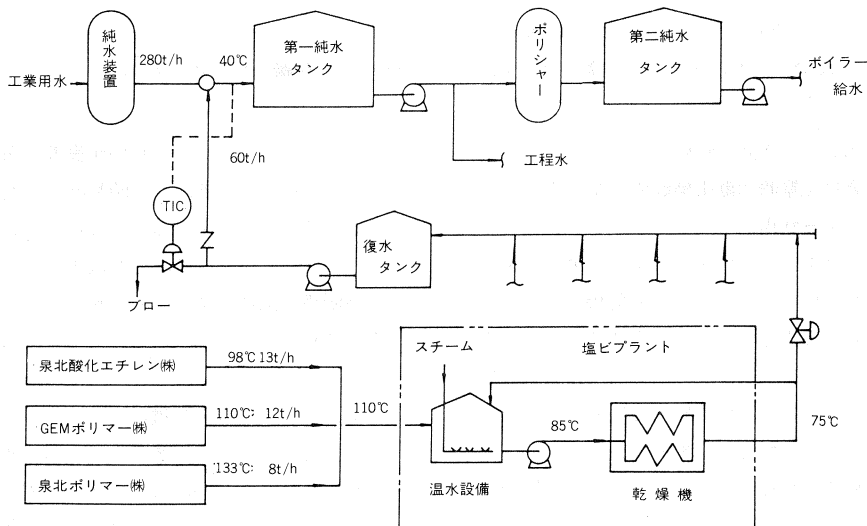 純水装置
280t/h
40℃
第一純水
タンク
ポリシャー
第二純水
タンク
ボイラー
給水
工業用水
60t/h
工程水
TIC
復水
タンク
ブロー
スチーム
塩ビプラント
泉北酸化エチレン㈱
98℃ 13t/h
GEMポリマー㈱
110℃: 12t/h
110℃
泉北ポリマー㈱
133℃: 8t/h
85℃
75℃
温水設備
乾燥機